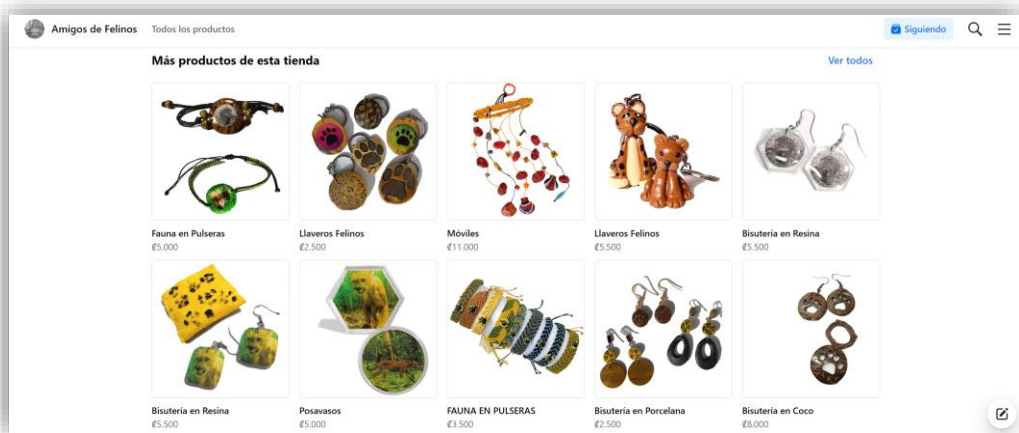 Amigos de Felinos Todos los productos Siguiendo
Más productos de esta tienda Ver todos
Fauna en Pulseras Llaveros Felinos Móviles Llaveros Felinos Bisutería en Resina
₡5.000 ₡2.500 ₡11.000 ₡5.500 ₡5.500
Bisutería en Resina Posavasos FAUNA EN PULSERAS Bisutería en Porcelana Bisutería en Coco
₡5.500 ₡5.000 ₡3.500 ₡2.500 ₡8.000